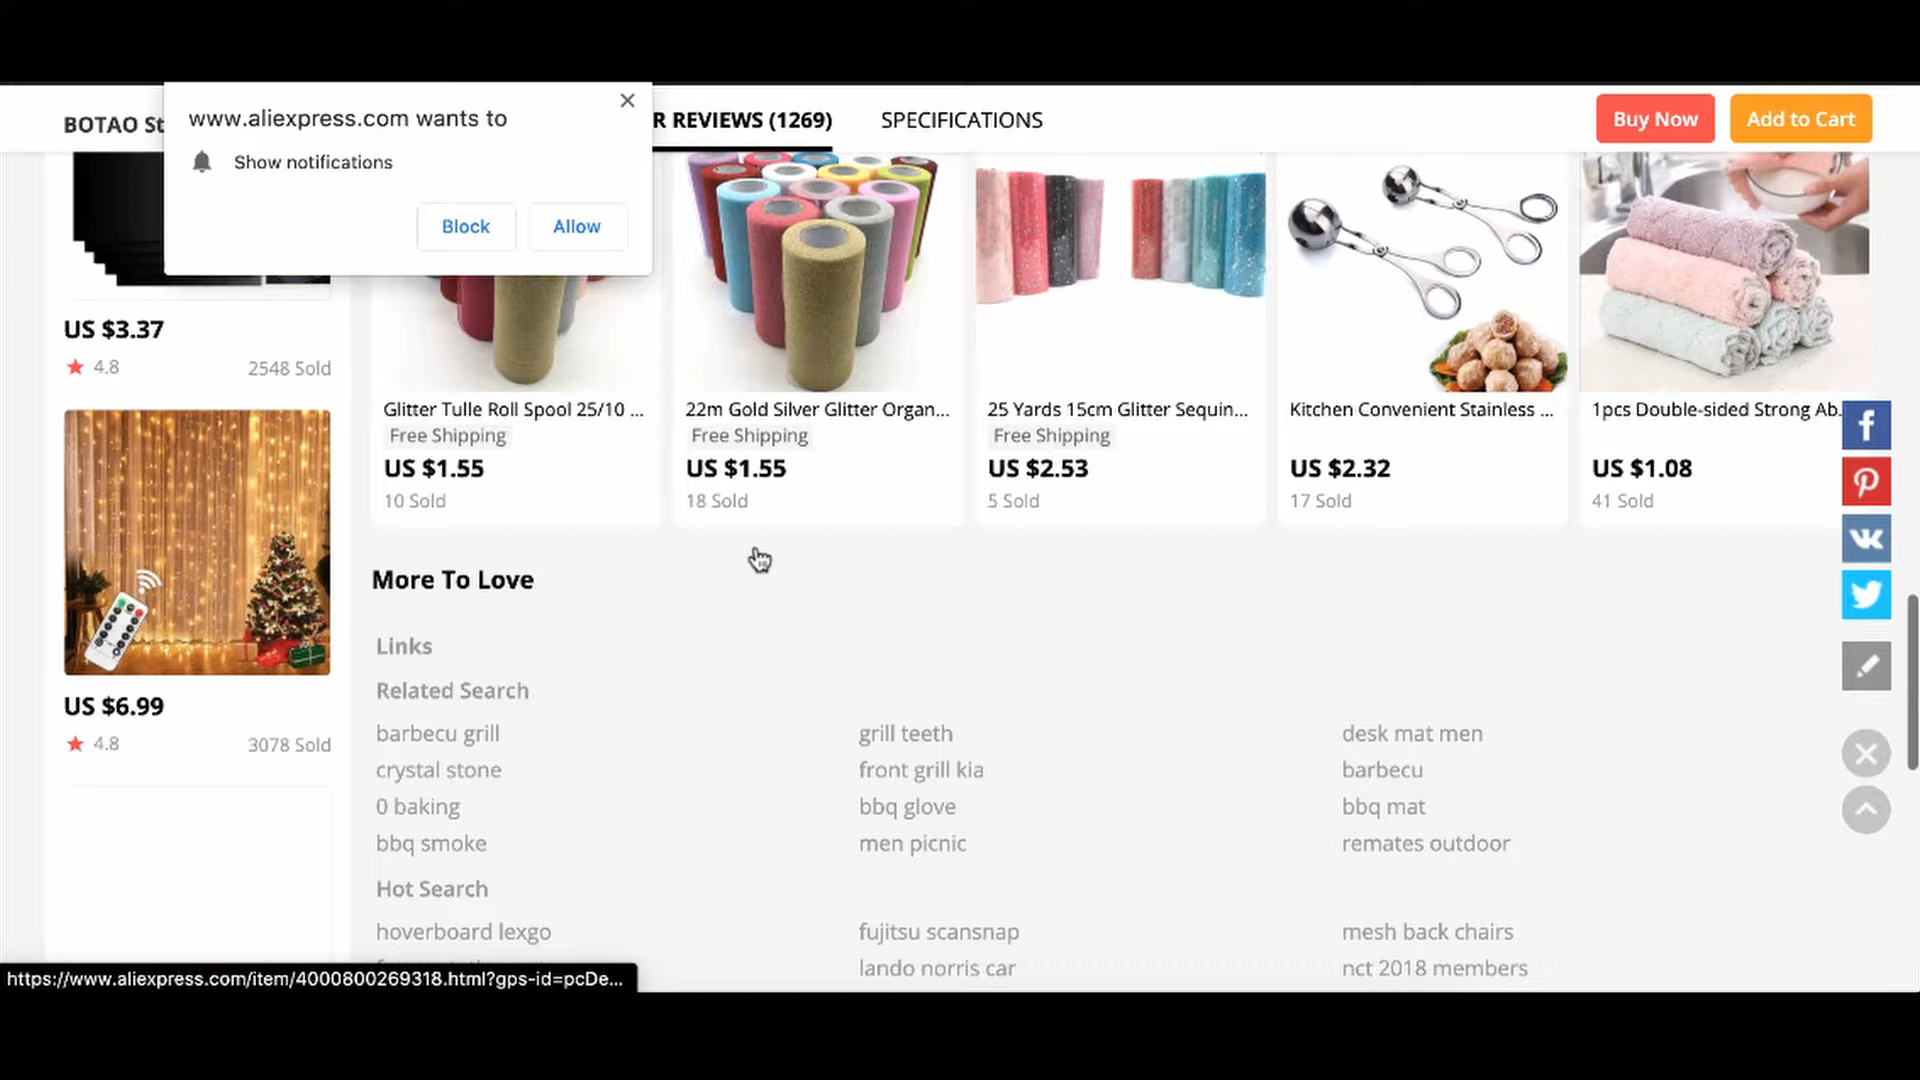 BOTAO St
www.aliexpress.com wants to
Show notifications
Block
Allow
R REVIEWS (1269)
SPECIFICATIONS
Buy Now
Add to Cart
US $3.37
4.8
2548 Sold
US $6.99
4.8
3078 Sold
Glitter Tulle Roll Spool 25/10 ...
Free Shipping
US $1.55
10 Sold
22m Gold Silver Glitter Organ...
Free Shipping
US $1.55
18 Sold
25 Yards 15cm Glitter Sequin...
Free Shipping
US $2.53
5 Sold
Kitchen Convenient Stainless ...
US $2.32
17 Sold
1pcs Double-sided Strong Ab.
US $1.08
41 Sold
More To Love
Links
Related Search
barbecu grill
grill teeth
desk mat men
crystal stone
front grill kia
barbecu
0 baking
bbq glove
bbq mat
bbq smoke
men picnic
remates outdoor
Hot Search
hoverboard lexgo
fujitsu scansnap
mesh back chairs
lando norris car
nct 2018 members
https://www.aliexpress.com/item/4000800269318.html?gps-id=pcDe...